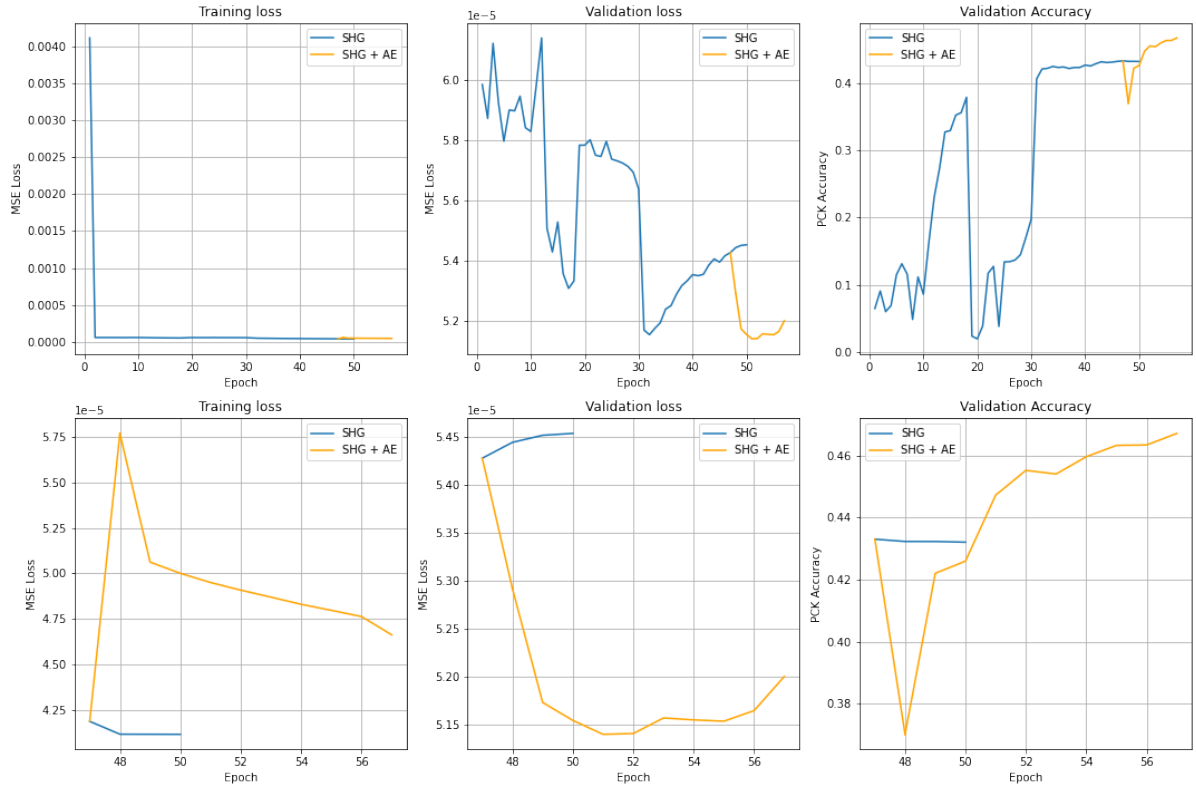 Training loss
MSE Loss
0.0040
0.0035
0.0030
0.0025
0.0020
0.0015
0.0010
0.0005
0.0000
0 10 20 30 40 50
Epoch
SHG
SHG + AE
Validation loss
1e-5
MSE Loss
6.0
5.8
5.6
5.4
5.2
0 10 20 30 40 50
Epoch
SHG
SHG + AE
Validation Accuracy
PCK Accuracy
0.4
0.3
0.2
0.1
0.0
0 10 20 30 40 50
Epoch
SHG
SHG + AE
Training loss
1e-5
MSE Loss
5.75
5.50
5.25
5.00
4.75
4.50
4.25
48 50 52 54 56
Epoch
SHG
SHG + AE
Validation loss
1e-5
MSE Loss
5.45
5.40
5.35
5.30
5.25
5.20
5.15
48 50 52 54 56
Epoch
SHG
SHG + AE
Validation Accuracy
PCK Accuracy
0.46
0.44
0.42
0.40
0.38
48 50 52 54 56
Epoch
SHG
SHG + AE